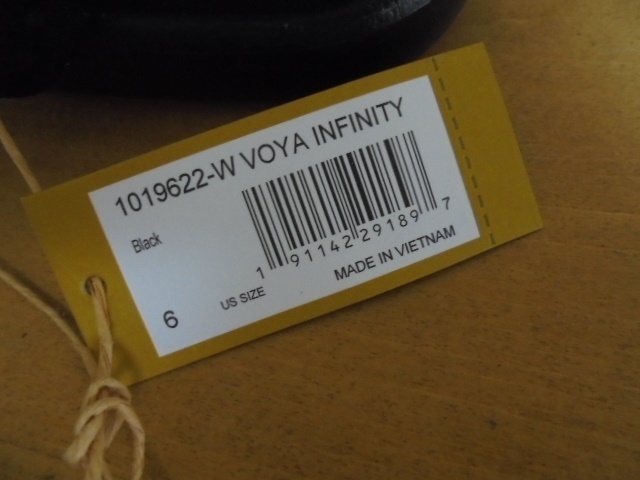 1019622-W VOYA INFINITY
Black
1 91142 29189 7
6 US SIZE MADE IN VIETNAM